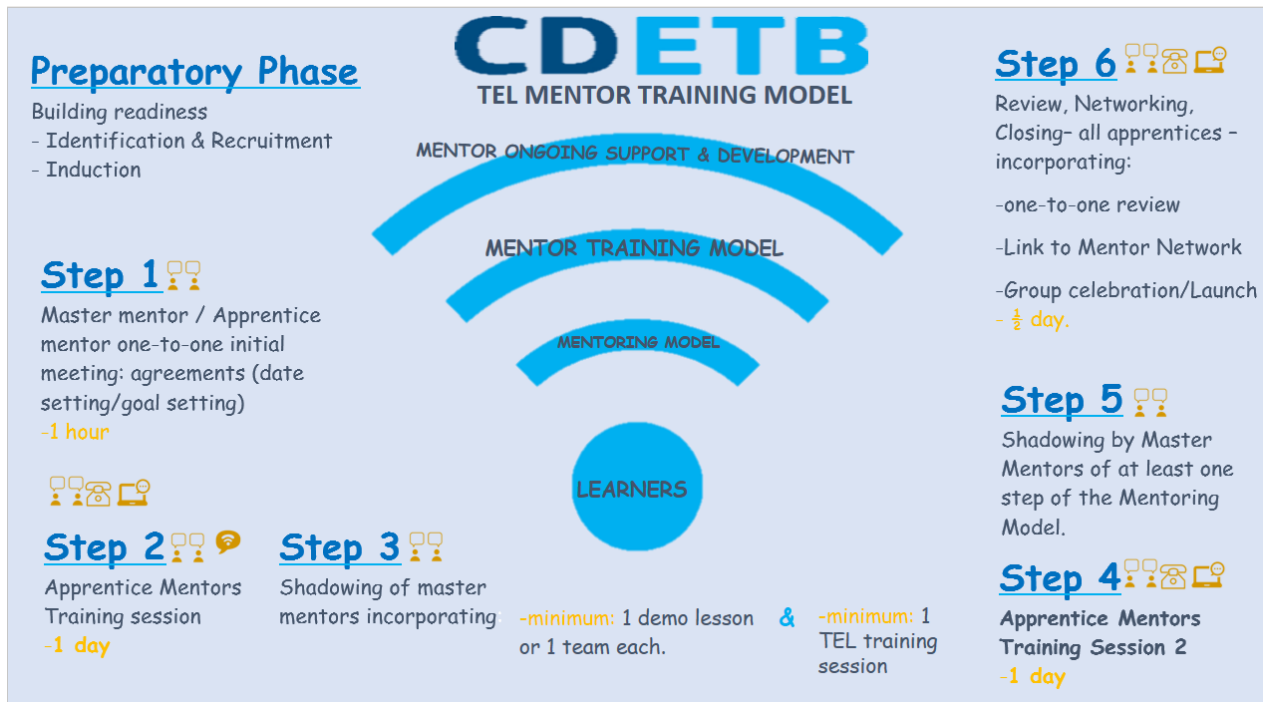 CDETB
TEL MENTOR TRAINING MODEL
Preparatory Phase
Building readiness
- Identification & Recruitment
- Induction
Step 1
Master mentor / Apprentice
mentor one-to-one initial
meeting: agreements (date
setting/goal setting)
-1 hour
Step 2
Apprentice Mentors
Training session
-1 day
Step 3
Shadowing of master
mentors incorporating:
-minimum: 1 demo lesson
or 1 team each.
&
-minimum: 1
TEL training
session
MENTOR ONGOING SUPPORT & DEVELOPMENT
MENTOR TRAINING MODEL
MENTORING MODEL
LEARNERS
Step 4
Apprentice Mentors
Training Session 2
-1 day
Step 5
Shadowing by Master
Mentors of at least one
step of the Mentoring
Model.
Step 6
Review, Networking,
Closing– all apprentices –
incorporating:
-one-to-one review
-Link to Mentor Network
-Group celebration/Launch
- ½ day.